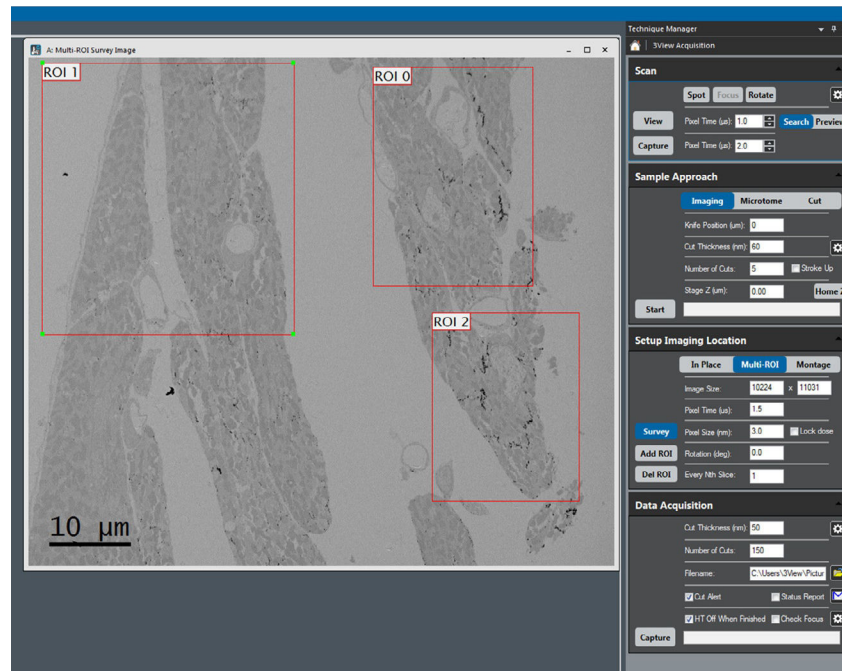 Technique Manager
A: Multi-ROI Survey Image
3View Acquisition
ROI 1
ROI 0
ROI 2
10 µm
Scan
Spot Focus Rotate
View Pixel Time (µs): 1.0 Search Preview
Capture Pixel Time (µs): 2.0
Sample Approach
Imaging Microtome Cut
Knife Position (um): 0
Cut Thickness (nm): 60
Number of Cuts: 5 Stroke Up
Stage Z (um): 0.00 Home Z
Start
Setup Imaging Location
In Place Multi-ROI Montage
Image Size: 10224 x 11031
Pixel Time (us): 1.5
Survey Pixel Size (nm): 3.0 Lock dose
Add ROI Rotation (deg): 0.0
Del ROI Every Nth Slice: 1
Data Acquisition
Cut Thickness (nm): 50
Number of Cuts: 150
Filename: C:\Users\3View\Pictur
Cut Alert Status Report
HT Off When Finished Check Focus
Capture